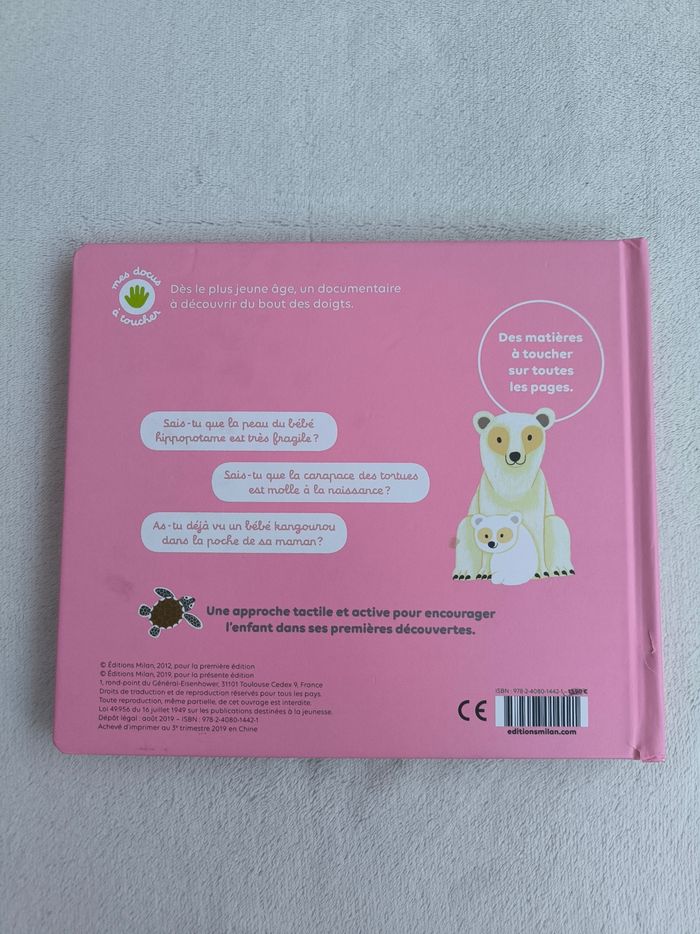 mes docus
à toucher
Dès le plus jeune âge, un documentaire
à découvrir du bout des doigts.
Des matières
à toucher
sur toutes
les pages.
Sais-tu que la peau du bébé
hippopotame est très fragile ?
Sais-tu que la carapace des tortues
est molle à la naissance ?
As-tu déjà vu un bébé kangourou
dans la poche de sa maman ?
Une approche tactile et active pour encourager
l'enfant dans ses premières découvertes.
© Éditions Milan, 2012, pour la première édition
© Éditions Milan, 2019, pour la présente édition
1, rond-point du Général-Eisenhower, 31101 Toulouse Cedex 9, France
Droits de traduction et de reproduction réservés pour tous les pays.
Toute reproduction, même partielle, de cet ouvrage est interdite.
Loi 49.956 du 16 juillet 1949 sur les publications destinées à la jeunesse.
Dépôt légal : août 2019 – ISBN : 978-2-4080-1442-1
Achevé d'imprimer au 3e trimestre 2019 en Chine
CE
ISBN : 978-2-4080-1442-1
editionsmilan.com